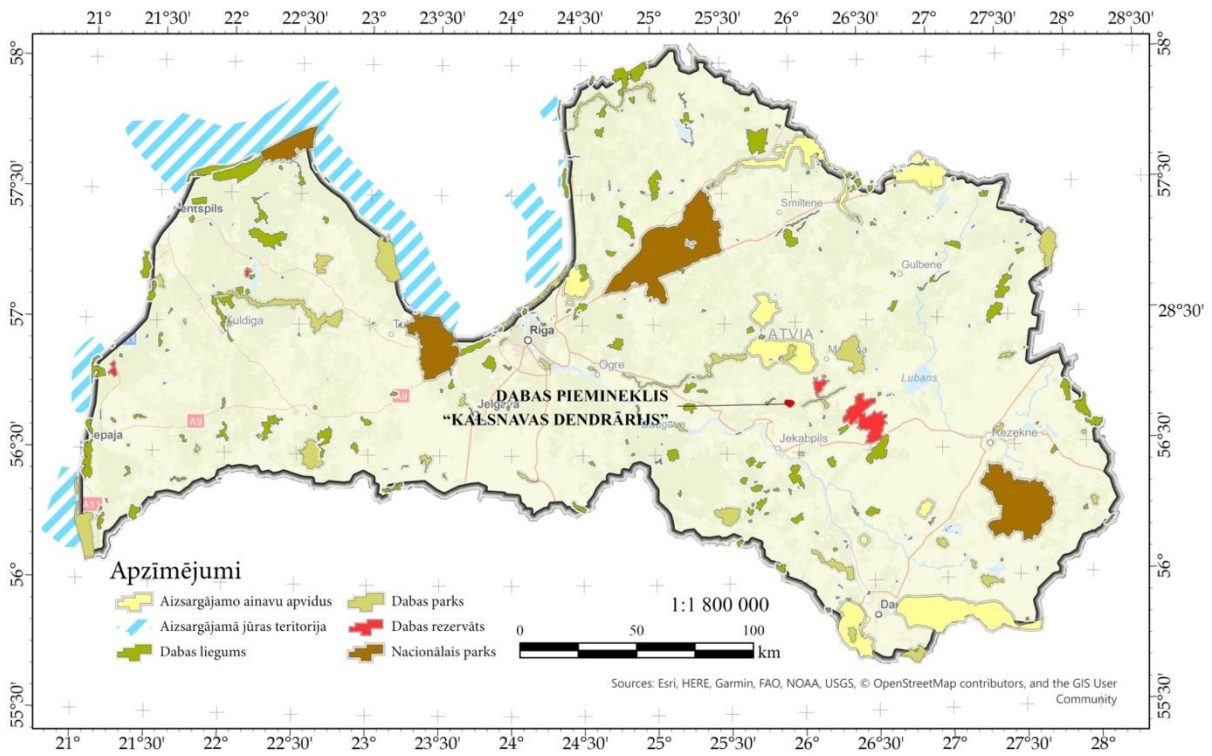 21° 21°30' 22° 22°30' 23° 23°30' 24° 24°30' 25° 25°30' 26° 26°30' 27° 27°30' 28° 28°30'
58°
58°
57°30'
57°30'
entspils
Smiltene
Gulbene
57°
28°30'
Kuldiga
Riga
LATVIA
Ogre
Lubans
A9
DABAS PIEMINEKLIS
“KALSNAVAS DENDRĀRIJS”
Jelgava
A9
epaja
Jekabpils
Rezekne
56°30'
56°30'
A11
56°
56°
Apzīmējumi
Aizsargājamo ainavu apvidus
Dabas parks
1:1 800 000
Dau
Aizsargājamā jūras teritorija
Dabas rezervāts
0 50 100
km
Dabas liegums
Nacionālais parks
Sources: Esri, HERE, Garmin, FAO, NOAA, USGS, © OpenStreetMap contributors, and the GIS User
Community
55°30'
55°30'
21° 21°30' 22° 22°30' 23° 23°30' 24° 24°30' 25° 25°30' 26° 26°30' 27° 27°30' 28°